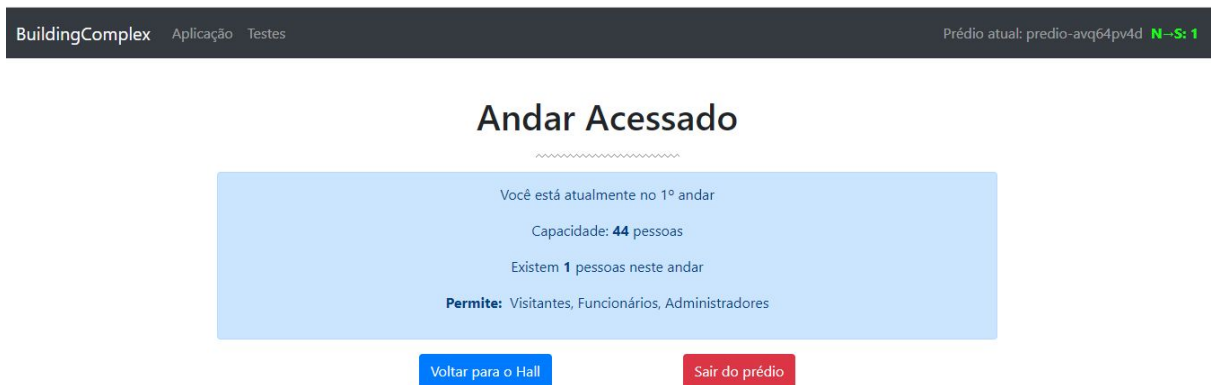 BuildingComplex Aplicação Testes Prédio atual: predio-avq64pv4d N→S: 1
Andar Acessado
Você está atualmente no 1º andar
Capacidade: 44 pessoas
Existem 1 pessoas neste andar
Permite: Visitantes, Funcionários, Administradores
Voltar para o Hall Sair do prédio